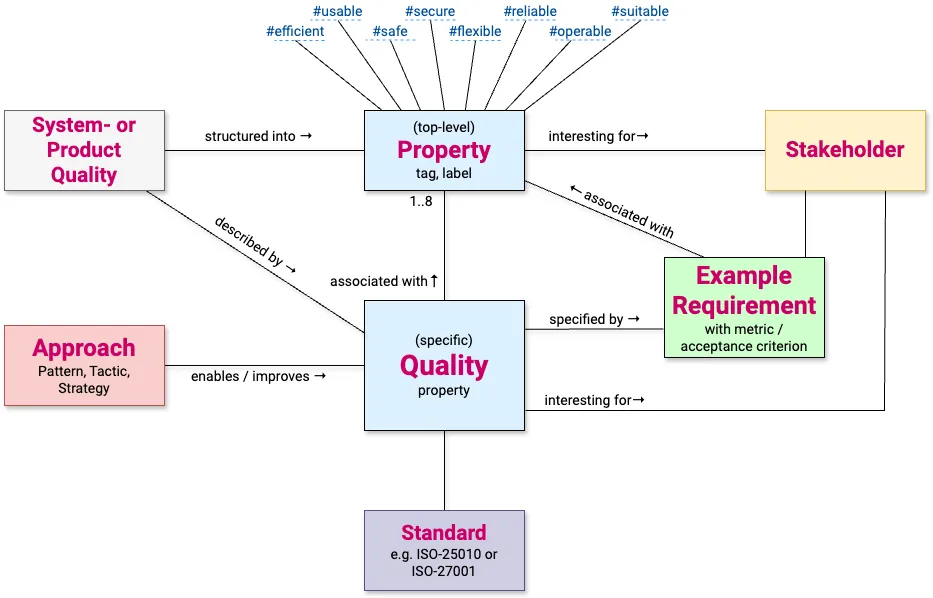 #usable
#secure
#reliable
#suitable
#efficient
#safe
#flexible
#operable
System- or
Product
Quality
structured into →
(top-level)
Property
tag, label
interesting for→
Stakeholder
1..8
← associated with
described by →
associated with ↑
Example
Requirement
with metric /
acceptance criterion
(specific)
Quality
property
specified by →
Approach
Pattern, Tactic,
Strategy
enables / improves →
interesting for→
Standard
e.g. ISO-25010 or
ISO-27001